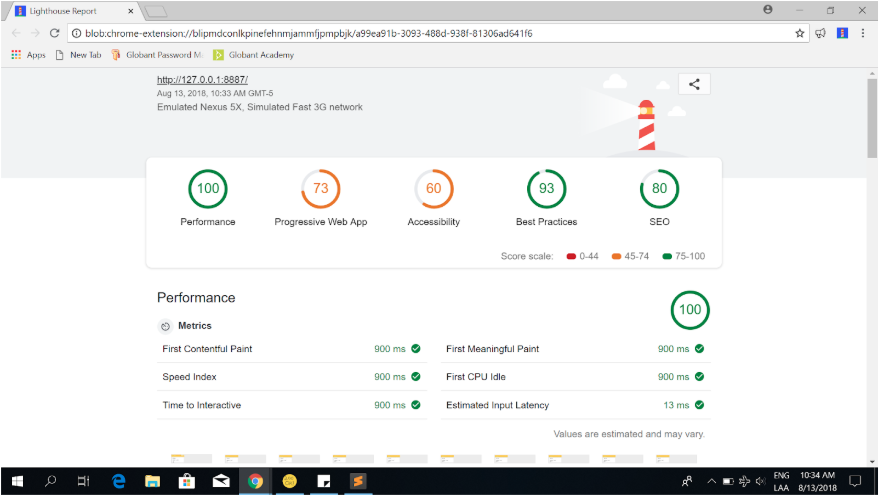 Lighthouse Report
blob:chrome-extension://blipmdconlkpinefehnmjammfjpmpbjk/a99ea91b-3093-488d-938f-81306ad641f6
Apps New Tab Globant Password Ma Globant Academy
http://127.0.0.1:8887/
Aug 13, 2018, 10:33 AM GMT-5
Emulated Nexus 5X, Simulated Fast 3G network
100 73 60 93 80
Performance Progressive Web App Accessibility Best Practices SEO
Score scale: 0-44 45-74 75-100
Performance
100
Metrics
First Contentful Paint 900 ms First Meaningful Paint 900 ms
Speed Index 900 ms First CPU Idle 900 ms
Time to Interactive 900 ms Estimated Input Latency 13 ms
Values are estimated and may vary.
ENG 10:34 AM
LAA 8/13/2018